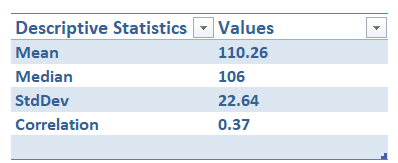 Descriptive Statistics Values
Mean 110.26
Median 106
StdDev 22.64
Correlation 0.37